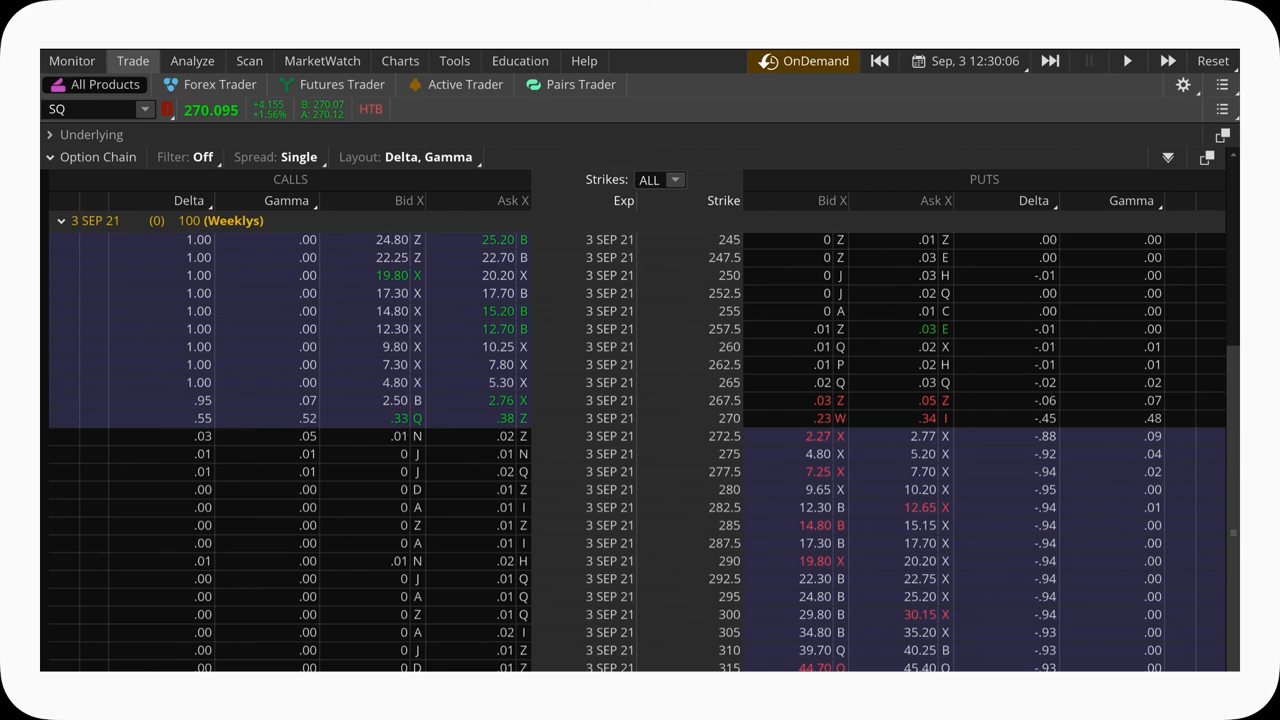 Monitor Trade Analyze Scan MarketWatch Charts Tools Education Help OnDemand Sep, 3 12:30:06 Reset
All Products Forex Trader Futures Trader Active Trader Pairs Trader
SQ 270.095 +4.155 +1.56% B: 270.07 A: 270.12 HTB
Underlying
Option Chain Filter: Off Spread: Single Layout: Delta, Gamma
CALLS Strikes: ALL PUTS
Delta Gamma Bid X Ask X Exp Strike Bid X Ask X Delta Gamma
3 SEP 21 (0) 100 (Weeklys)
1.00 .00 24.80 Z 25.20 B 3 SEP 21 245 0 Z .01 Z .00 .00
1.00 .00 22.25 Z 22.70 B 3 SEP 21 247.5 0 Z .03 E .00 .00
1.00 .00 19.80 X 20.20 X 3 SEP 21 250 0 J .03 H -.01 .00
1.00 .00 17.30 X 17.70 B 3 SEP 21 252.5 0 J .02 Q .00 .00
1.00 .00 14.80 X 15.20 B 3 SEP 21 255 0 A .01 C .00 .00
1.00 .00 12.30 X 12.70 B 3 SEP 21 257.5 .01 Z .03 E -.01 .00
1.00 .00 9.80 X 10.25 X 3 SEP 21 260 .01 Q .02 X -.01 .01
1.00 .00 7.30 X 7.80 X 3 SEP 21 262.5 .01 P .02 H -.01 .01
1.00 .00 4.80 X 5.30 X 3 SEP 21 265 .02 Q .03 Q -.02 .02
.95 .07 2.50 B 2.76 X 3 SEP 21 267.5 .03 Z .05 Z -.06 .07
.55 .52 .33 Q .38 Z 3 SEP 21 270 .23 W .34 I -.45 .48
.03 .05 .01 N .02 Z 3 SEP 21 272.5 2.27 X 2.77 X -.88 .09
.01 .01 0 J .01 N 3 SEP 21 275 4.80 X 5.20 X -.92 .04
.01 .01 0 J .02 Q 3 SEP 21 277.5 7.25 X 7.70 X -.94 .02
.00 .00 0 D .01 Z 3 SEP 21 280 9.65 X 10.20 X -.95 .00
.00 .00 0 A .01 I 3 SEP 21 282.5 12.30 B 12.65 X -.94 .01
.00 .00 0 Z .01 Z 3 SEP 21 285 14.80 B 15.15 X -.94 .00
.00 .00 0 A .01 I 3 SEP 21 287.5 17.30 B 17.70 X -.94 .00
.00 .00 .01 N .02 H 3 SEP 21 290 19.80 X 20.20 X -.94 .00
.00 .00 0 J .01 Q 3 SEP 21 292.5 22.30 B 22.75 X -.94 .00
.00 .00 0 A .01 Q 3 SEP 21 295 24.80 B 25.20 X -.94 .00
.00 .00 0 Z .01 Q 3 SEP 21 300 29.80 B 30.15 X -.94 .00
.00 .00 0 A .02 I 3 SEP 21 305 34.80 B 35.20 X -.93 .00
.00 .00 0 J .01 Z 3 SEP 21 310 39.70 Q 40.25 B -.93 .00
.00 .00 0 D .01 Z 3 SEP 21 315 44.70 Q 45.40 Q -.93 .00